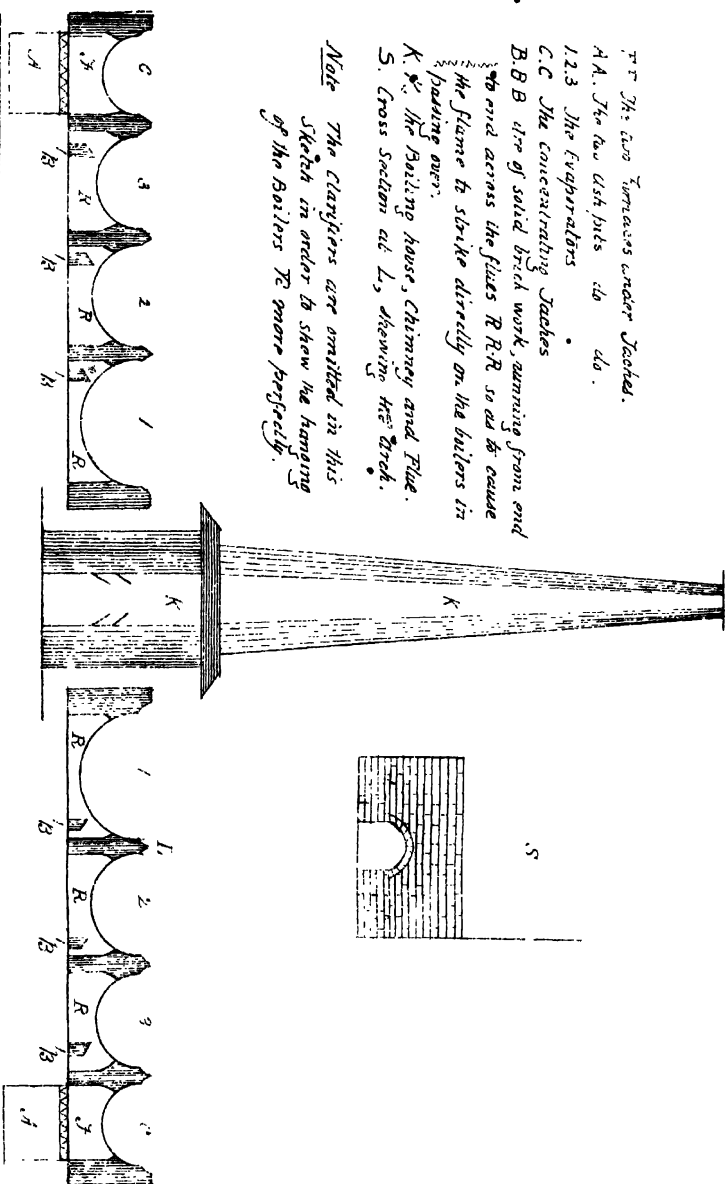 F F The two Furnaces under Jaches.
A A. The two Ash pits do do.
1.2.3 The Evaporators
C.C The Concentrating Jaches
B.B B are of solid brick work, running from end
to end across the flues R R.R so as to cause
the flame to strike directly on the boilers in
passing over.
K. K the Boiling house, Chimney and Flue.
S. Cross Section at L, shewing the arch.
Note The Clarifiers are omitted in this
Sketch in order to shew the hanging
of the Boilers Tc more perfectly.
K
K
S
L
C
3
2
1
1
2
3
F
R
R
R
R
R
R
F
A
B
B
B
B
B
B
A